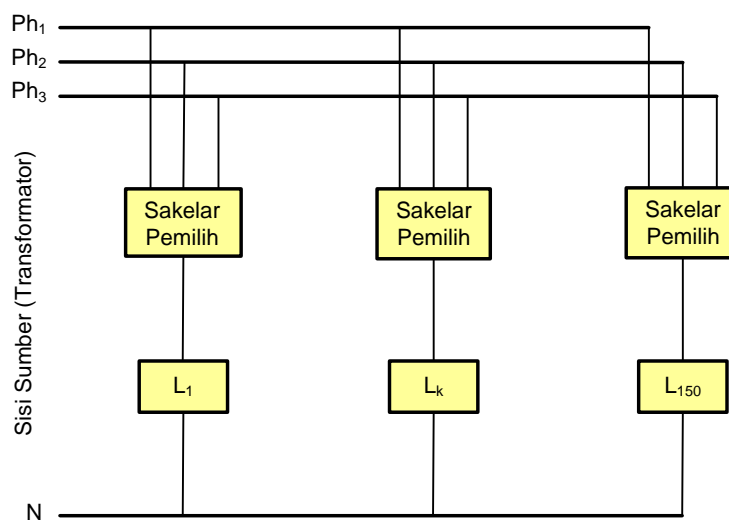 Ph₁
Ph₂
Ph₃
Sisi Sumber (Transformator)
Sakelar
Pemilih
Sakelar
Pemilih
Sakelar
Pemilih
L₁
Lₖ
L₁₅₀
N